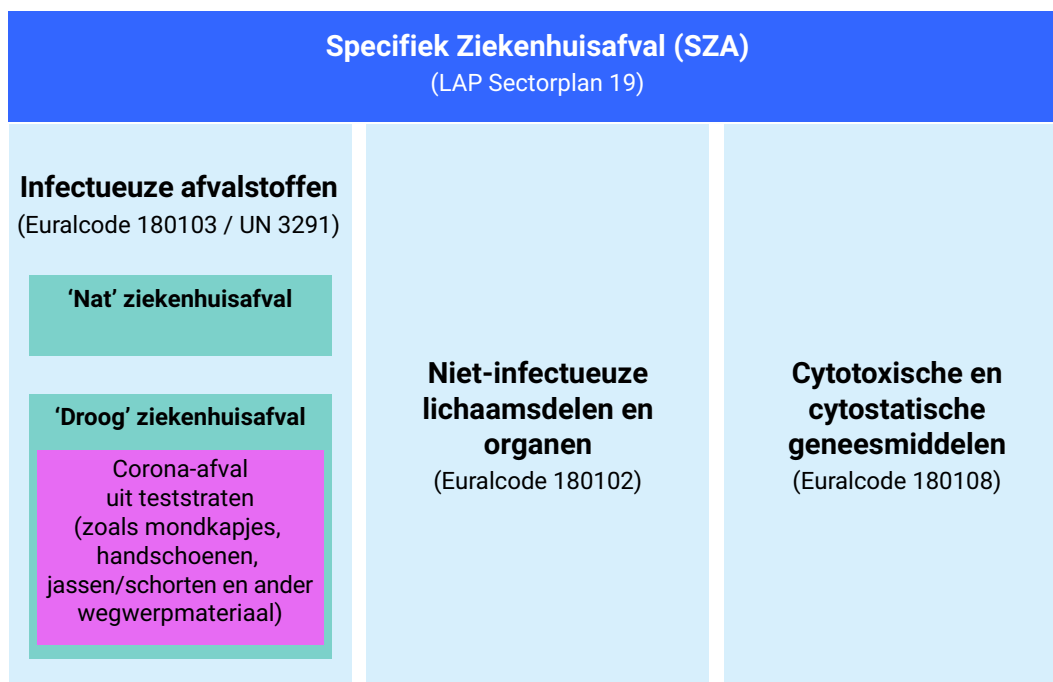 Specifiek Ziekenhuisafval (SZA)
(LAP Sectorplan 19)
Infectueuze afvalstoffen
(Euralcode 180103 / UN 3291)
‘Nat’ ziekenhuisafval
‘Droog’ ziekenhuisafval
Corona-afval
uit teststraten
(zoals mondkapjes,
handschoenen,
jassen/schorten en ander
wegwerpmateriaal)
Niet-infectueuze
lichaamsdelen en
organen
(Euralcode 180102)
Cytotoxische en
cytostatische
geneesmiddelen
(Euralcode 180108)